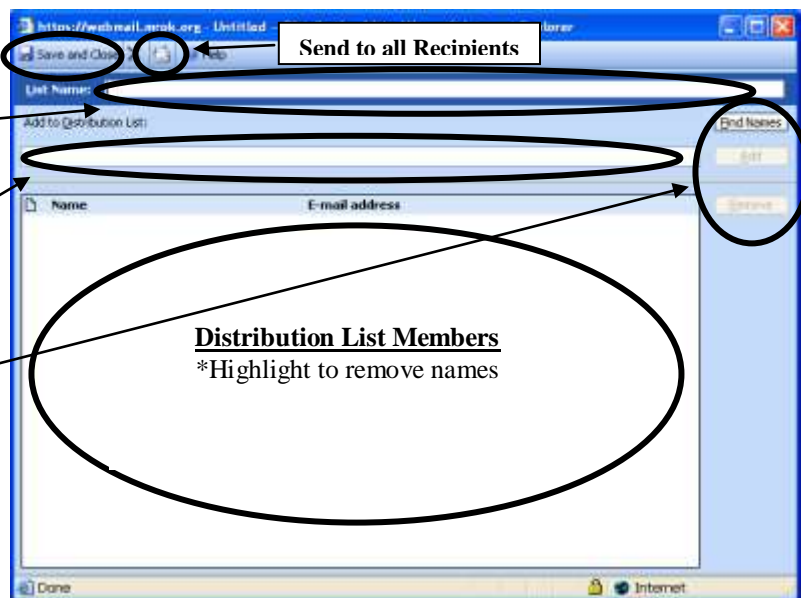 https://webmail.mrok.org - Untitled -
Send to all Recipients
Save and Close
Help
List Name:
Add to Distribution List:
Find Names
Edit
Name E-mail address
Remove
Distribution List Members
*Highlight to remove names
Done
Internet